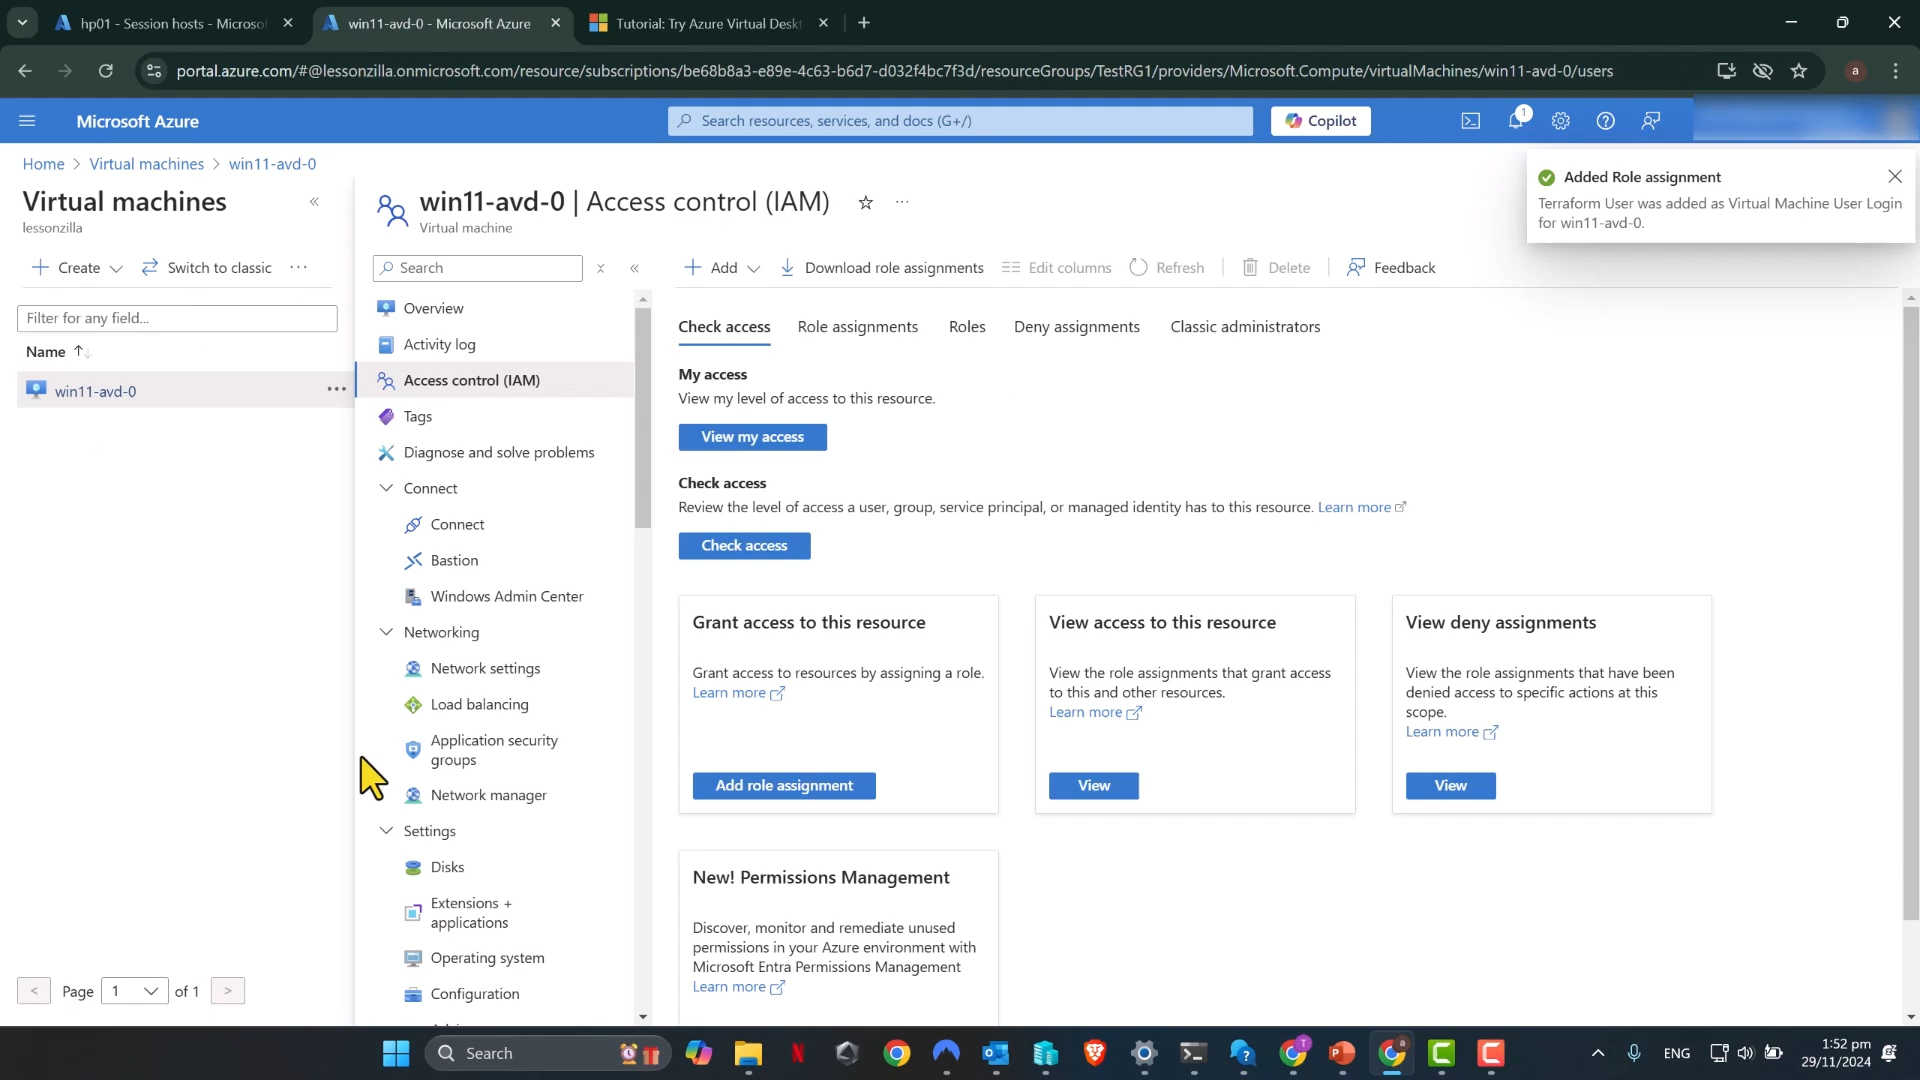 hp01 - Session hosts - Microso
win11-avd-0 - Microsoft Azure
Tutorial: Try Azure Virtual Deskt
portal.azure.com/#@lessonzilla.onmicrosoft.com/resource/subscriptions/be68b8a3-e89e-4c63-b6d7-d032f4bc7f3d/resourceGroups/TestRG1/providers/Microsoft.Compute/virtualMachines/win11-avd-0/users
a
Microsoft Azure
Search resources, services, and docs (G+/)
Copilot
1
Home > Virtual machines > win11-avd-0
Virtual machines
lessonzilla
Create
Switch to classic
Filter for any field...
Name
win11-avd-0
Page 1 of 1
win11-avd-0 | Access control (IAM)
Virtual machine
Search
Overview
Activity log
Access control (IAM)
Tags
Diagnose and solve problems
Connect
Connect
Bastion
Windows Admin Center
Networking
Network settings
Load balancing
Application security
groups
Network manager
Settings
Disks
Extensions +
applications
Operating system
Configuration
Add
Download role assignments
Edit columns
Refresh
Delete
Feedback
Check access
Role assignments
Roles
Deny assignments
Classic administrators
My access
View my level of access to this resource.
View my access
Check access
Review the level of access a user, group, service principal, or managed identity has to this resource. Learn more
Check access
Grant access to this resource
Grant access to resources by assigning a role.
Learn more
Add role assignment
View access to this resource
View the role assignments that grant access
to this and other resources.
Learn more
View
View deny assignments
View the role assignments that have been
denied access to specific actions at this
scope.
Learn more
View
New! Permissions Management
Discover, monitor and remediate unused
permissions in your Azure environment with
Microsoft Entra Permissions Management
Learn more
Added Role assignment
Terraform User was added as Virtual Machine User Login
for win11-avd-0.
Search
ENG
1:52 pm
29/11/2024